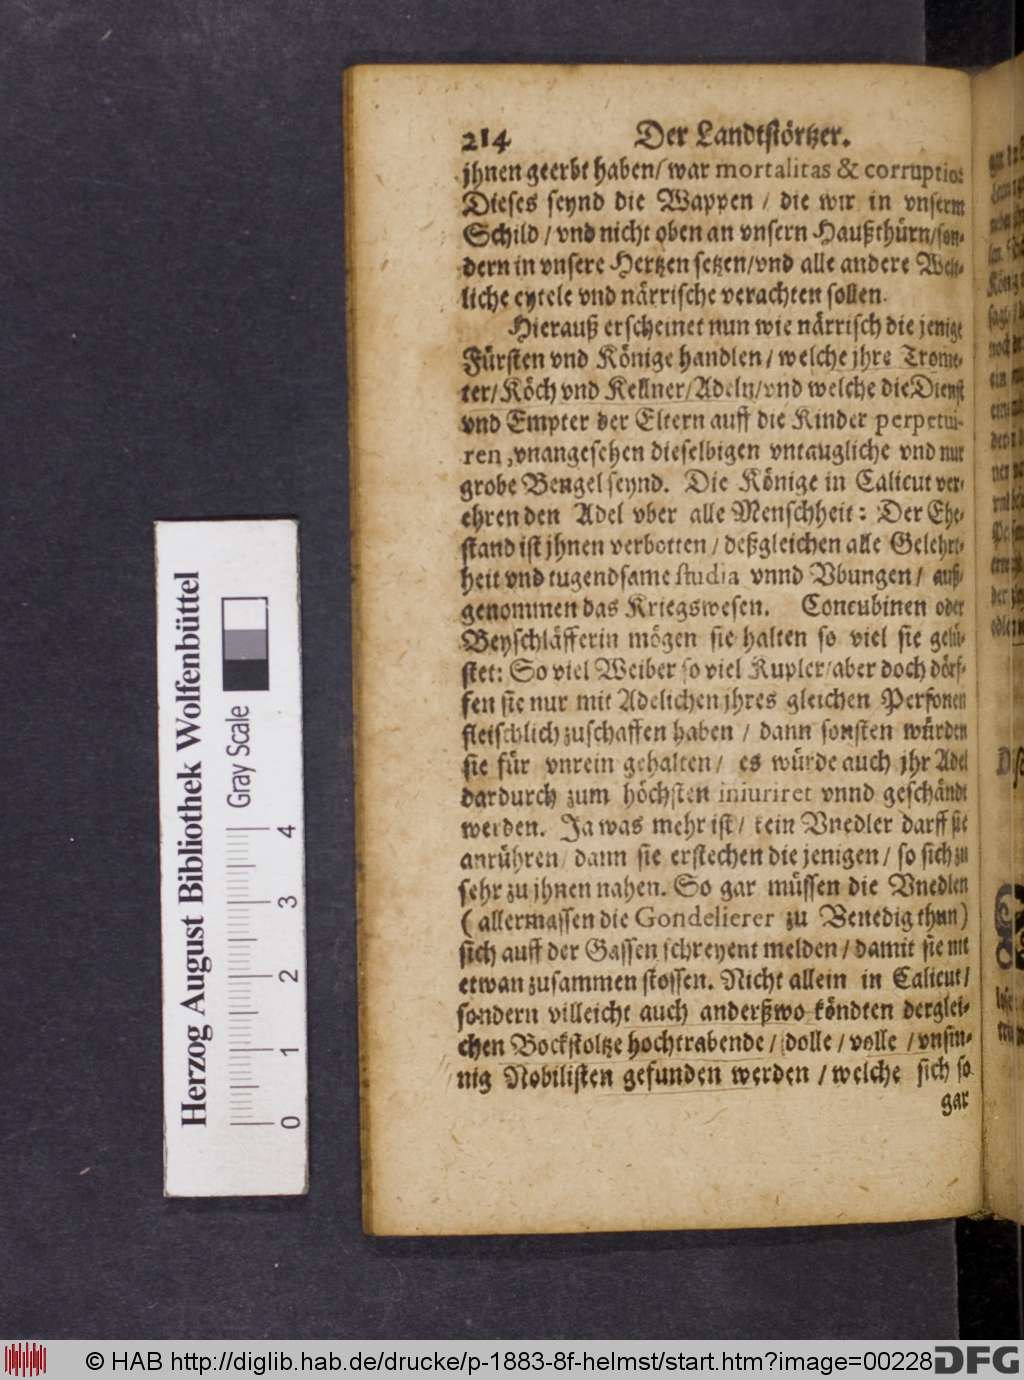 214 Der Landtstörtzer.
jhnen geerbt haben/ war mortalitas & corruptio:
Dieses seynd die Wappen / die wir in vnserm
Schild / vnd nicht oben an vnsern Haußthürn/ son-
dern in vnsere Hertzen setzen/ vnd alle andere Welt-
liche eytele vnd närrische verachten sollen.
Hierauß erscheinet nun wie närrisch die jenige
Fürsten vnd Könige handlen / welche jhre Trome-
ter/ Köch vnd Kellner/ Adeln/ vnd welche die Dienst
vnd Empter der Eltern auff die Kinder perpetui-
ren, vnangesehen dieselbigen vntaugliche vnd nur
grobe Bengel seynd. Die Könige in Calicut ver-
ehren den Adel vber alle Menschheit: Der Ehe-
stand ist jhnen verbotten / deßgleichen alle Gelehrt-
heit vnd tugendsame studia vnnd Vbungen / auß-
genommen das Kriegswesen. Concubinen oder
Beyschläfferin mögen sie halten so viel sie gelü-
stet: So viel Weiber so viel Kupler/ aber doch dörf-
fen sie nur mit Adelichen jhres gleichen Personen
fleischlich zuschaffen haben / dann sonsten würden
sie für vnrein gehalten / es würde auch jhr Adel
dardurch zum höchsten iniuriret vnnd geschändt
werden. Ja was mehr ist / kein Vnedler darff sie
anrühren / dann sie erstechen die jenigen / so sich zu
sehr zu jhnen nahen. So gar müssen die Vnedlen
( allermassen die Gondelierer zu Venedig thun)
sich auff der Gassen schreyent melden / damit sie nit
etwan zusammen stossen. Nicht allein in Calicut /
sondern villeicht auch anderßwo köndten derglei-
chen Bockstoltze hochtrabende / dolle / volle / vnsin-
nig Nobilisten gefunden werden / welche sich so
gar
Herzog August Bibliothek Wolfenbüttel
Gray Scale
0 1 2 3 4
© HAB http://diglib.hab.de/drucke/p-1883-8f-helmst/start.htm?image=00228
DFG